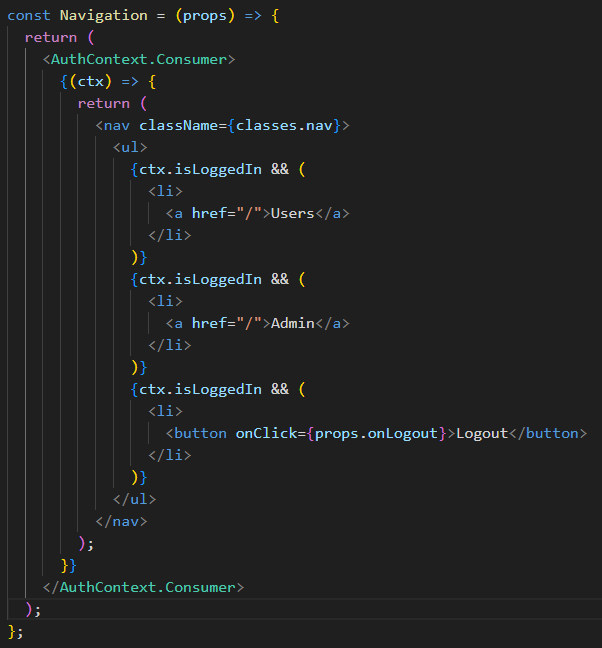 const Navigation = (props) => {
  return (
    <AuthContext.Consumer>
      {(ctx) => {
        return (
          <nav className={classes.nav}>
            <ul>
              {ctx.isLoggedIn && (
                <li>
                  <a href="/">Users</a>
                </li>
              )}
              {ctx.isLoggedIn && (
                <li>
                  <a href="/">Admin</a>
                </li>
              )}
              {ctx.isLoggedIn && (
                <li>
                  <button onClick={props.onLogout}>Logout</button>
                </li>
              )}
            </ul>
          </nav>
        );
      }}
    </AuthContext.Consumer>
  );
};